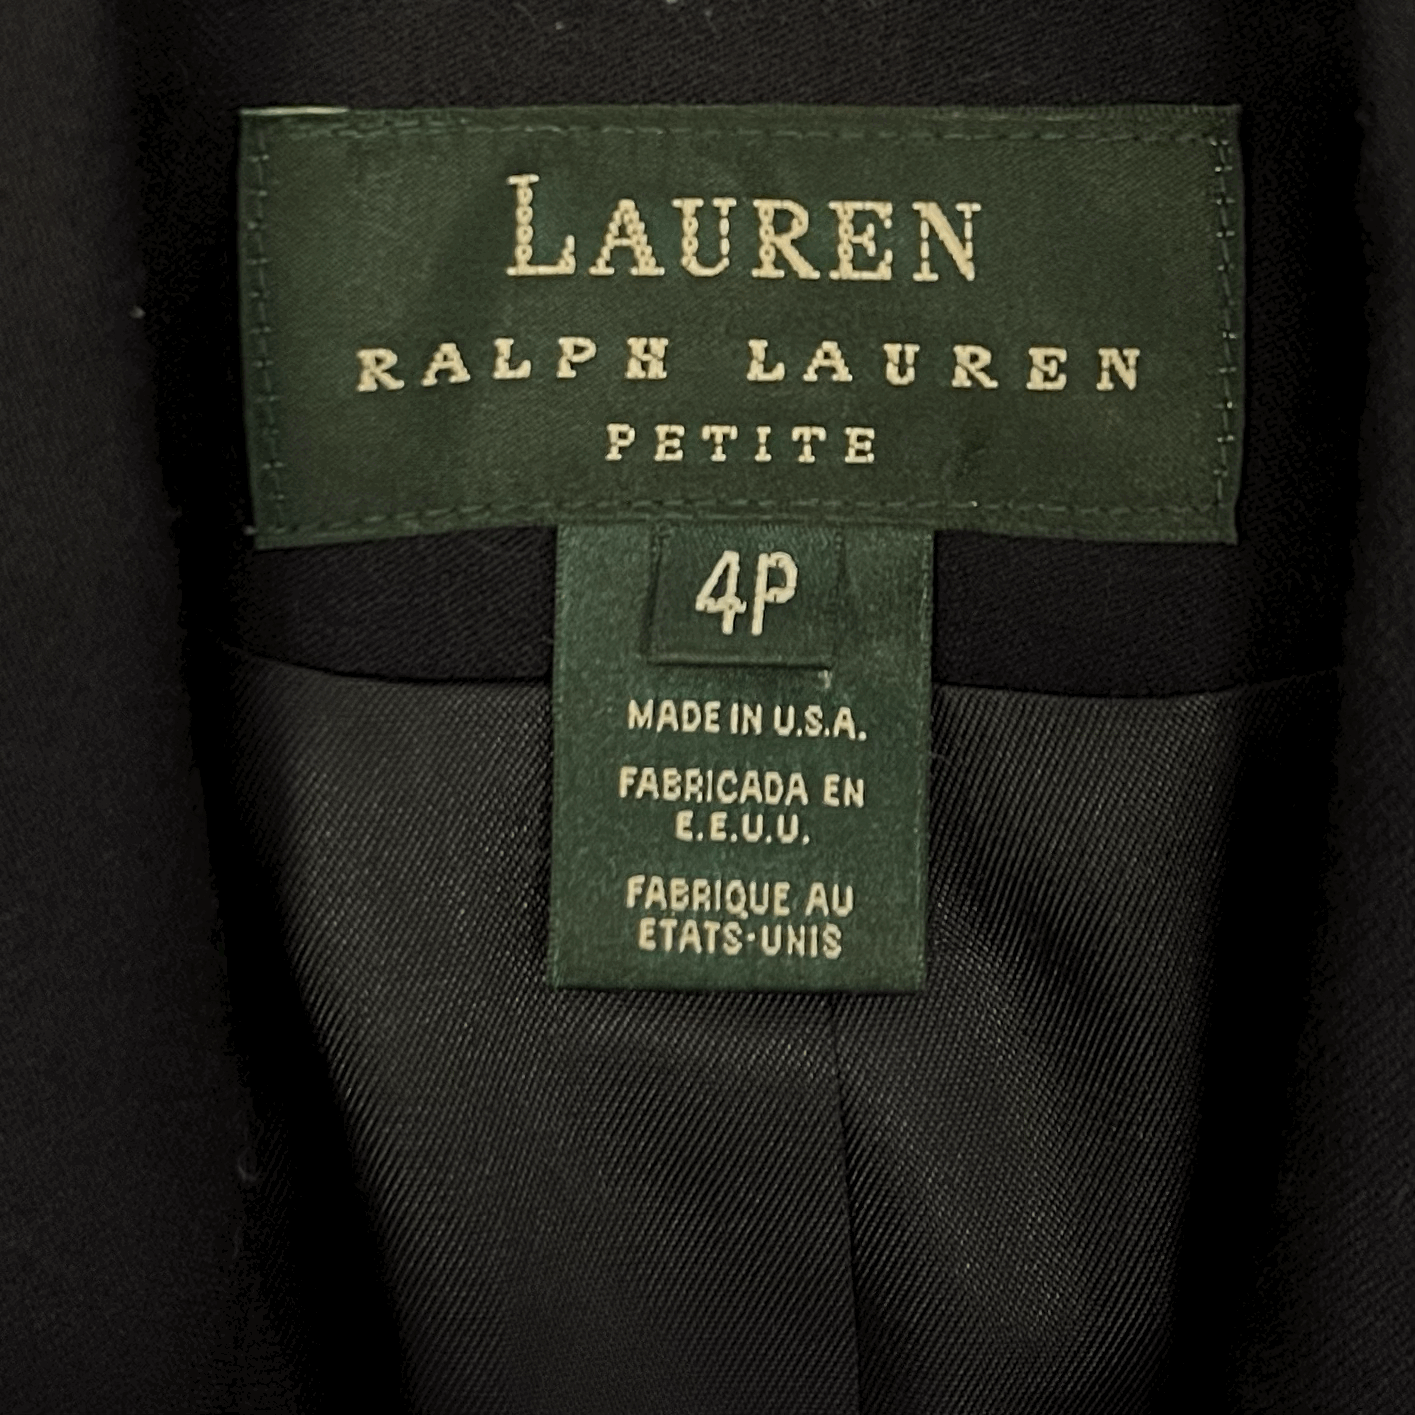 LAUREN
RALPH LAUREN
PETITE
4P
MADE IN U.S.A.
FABRICADA EN
E.E.U.U.
FABRIQUE AU
ETATS-UNIS